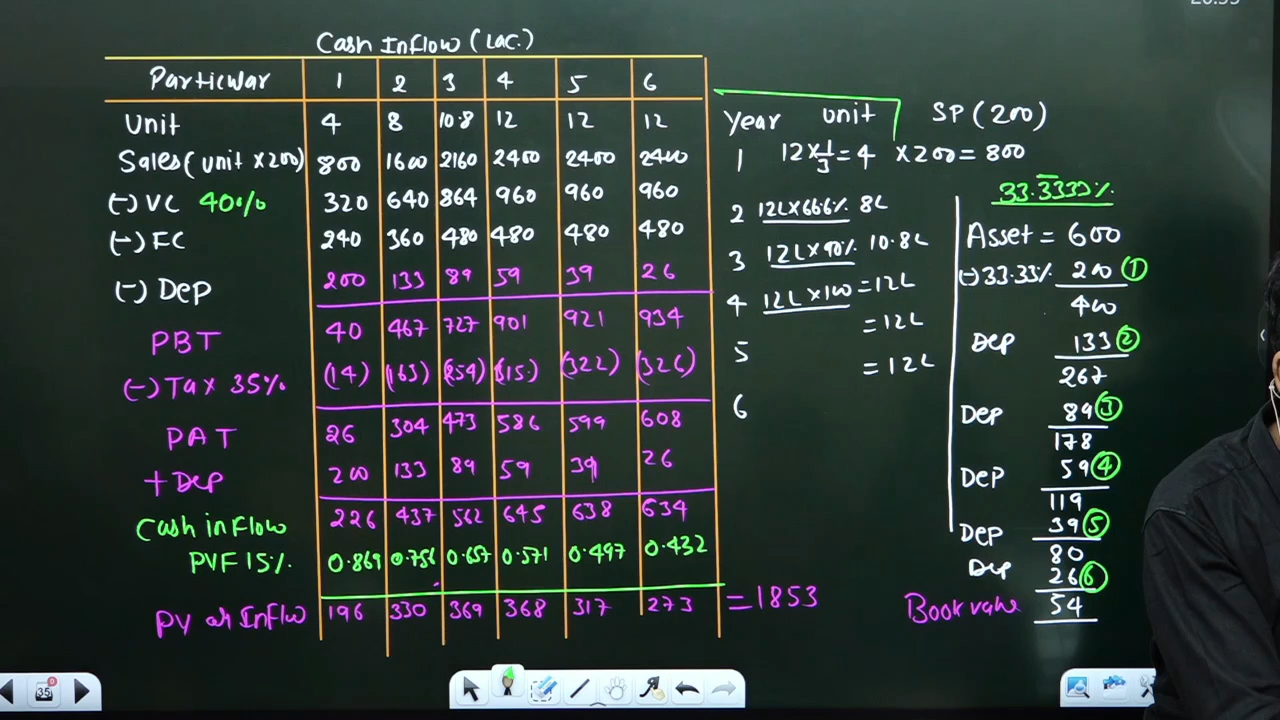 Cash Inflow (Lac.)
Particular 1 2 3 4 5 6
Unit 4 8 10.8 12 12 12
Sales (unit x200) 800 1600 2160 2400 2400 2400
(-) VC 40% 320 640 864 960 960 960
(-) FC 240 360 480 480 480 480
(-) Dep 200 133 89 59 39 26
PBT 40 467 727 901 921 934
(-) Tax 35% (14) (163) (254) (315) (322) (326)
PAT 26 304 473 586 599 608
+ Dep 200 133 89 59 39 26
Cash inflow 226 437 562 645 638 634
PVF 15% 0.869 0.756 0.657 0.571 0.497 0.432
PV of Inflow 196 330 369 368 317 273 = 1853
Year unit SP (200)
1 12 x 1/3 = 4 x 200 = 800
2 12L x 66.6% 8L
3 12L x 90% 10.8L
4 12L x 100 = 12L
5 = 12L
6 = 12L
33.3333%
Asset = 600
(-) 33.33% 200 1
400
Dep 133 2
267
Dep 89 3
178
Dep 59 4
119
Dep 39 5
80
Dep 26 6
Book value 54
35